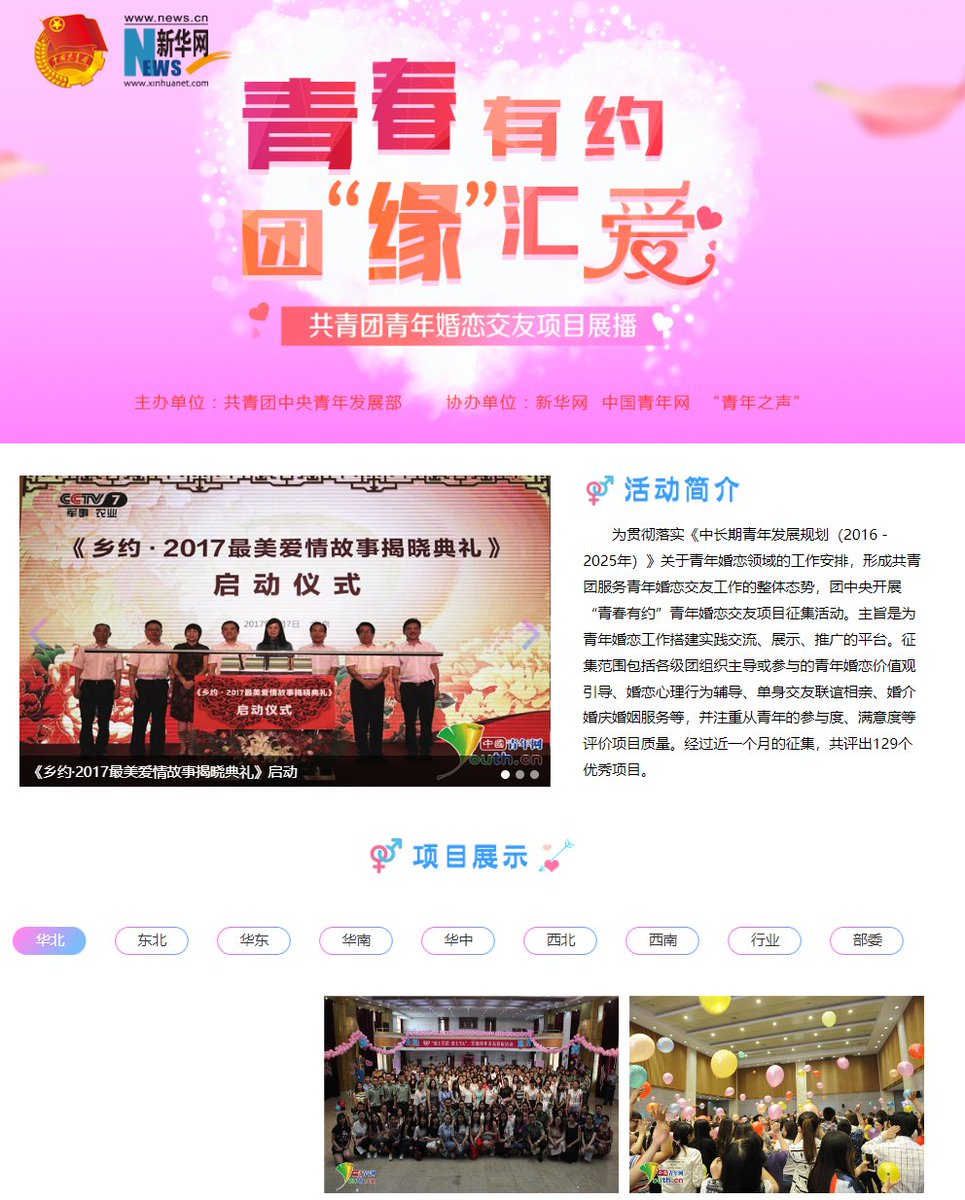 www.news.cn
新华网
NEWS
www.xinhuanet.com
青春有约
团“缘”汇爱
共青团青年婚恋交友项目展播
主办单位：共青团中央青年发展部 协办单位：新华网 中国青年网 “青年之声”
CCTV 7
军事 农业
《乡约·2017最美爱情故事揭晓典礼》
启动仪式
《乡约·2017最美爱情故事揭晓典礼》
启动仪式
中國青年网
Youth.cn
《乡约·2017最美爱情故事揭晓典礼》启动
活动简介
为贯彻落实《中长期青年发展规划（2016 -
2025年）》关于青年婚恋领域的工作安排，形成共青
团服务青年婚恋交友工作的整体态势，团中央开展
“青春有约”青年婚恋交友项目征集活动。主旨是为
青年婚恋工作搭建实践交流、展示、推广的平台。征
集范围包括各级团组织主导或参与的青年婚恋价值观
引导、婚恋心理行为辅导、单身交友联谊相亲、婚介
婚庆婚姻服务等，并注重从青年的参与度、满意度等
评价项目质量。经过近一个月的征集，共评出129个
优秀项目。
项目展示
华北 东北 华东 华南 华中 西北 西南 行业 部委